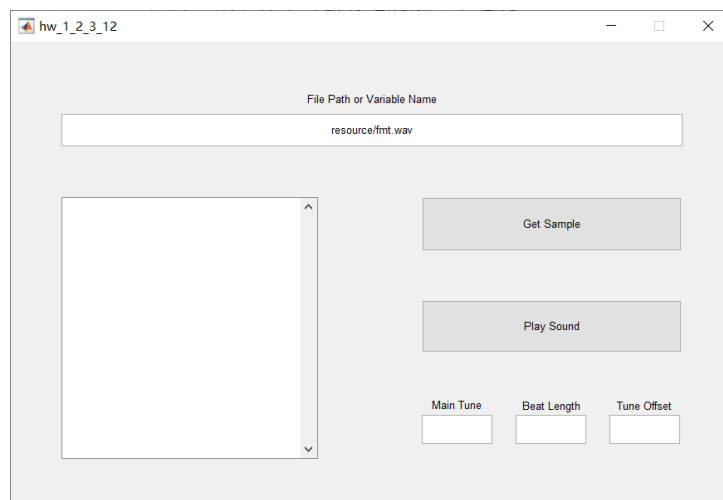 hw_1_2_3_12
File Path or Variable Name
resource/fmt.wav
Get Sample
Play Sound
Main Tune
Beat Length
Tune Offset